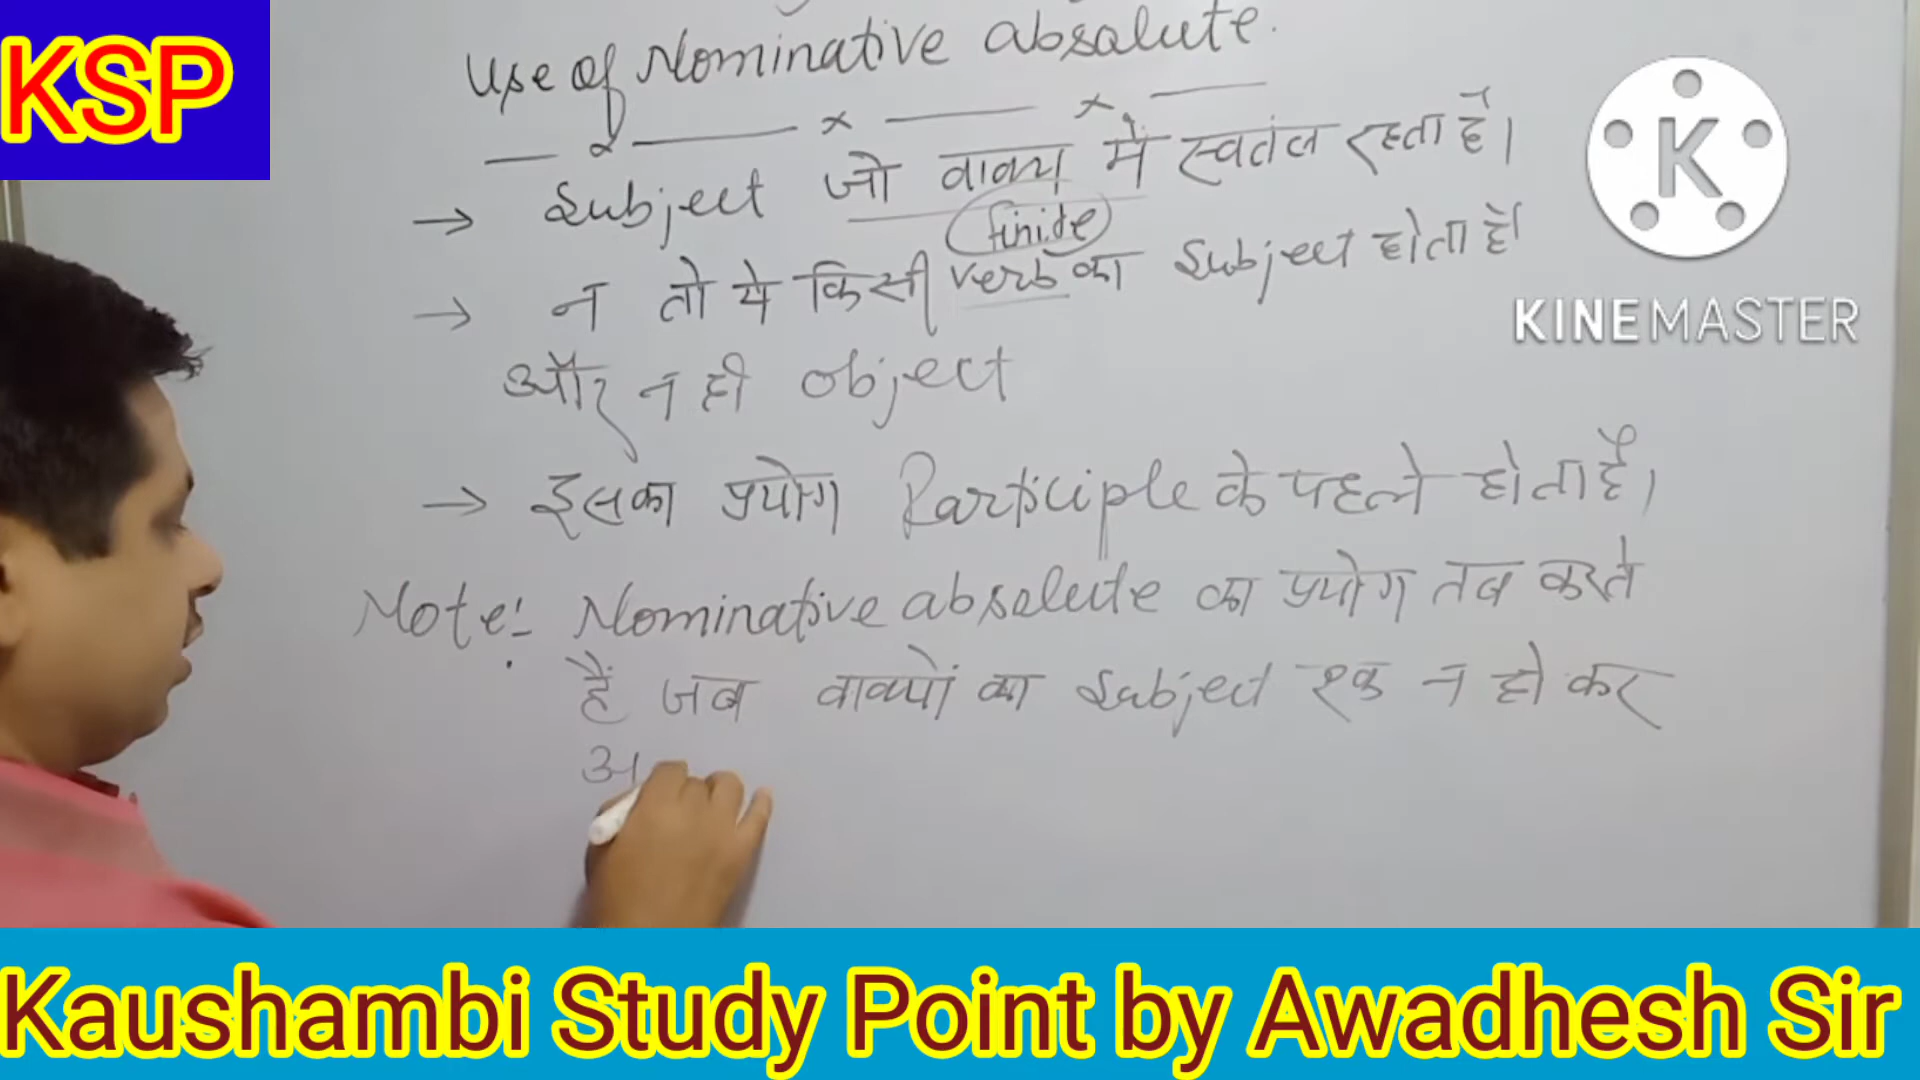 KSP
Use of Nominative absolute.
→ Subject जो वाक्य में स्वतंत्र रहता है।
finite
→ न तो ये किसी verb का Subject होता है
और न ही object
→ इसका प्रयोग Participle के पहले होता है।
Note:- Nominative absolute का प्रयोग तब करते
हैं जब वाक्यों का Subject एक न हो कर
अ
K
KINEMASTER
Kaushambi Study Point by Awadhesh Sir